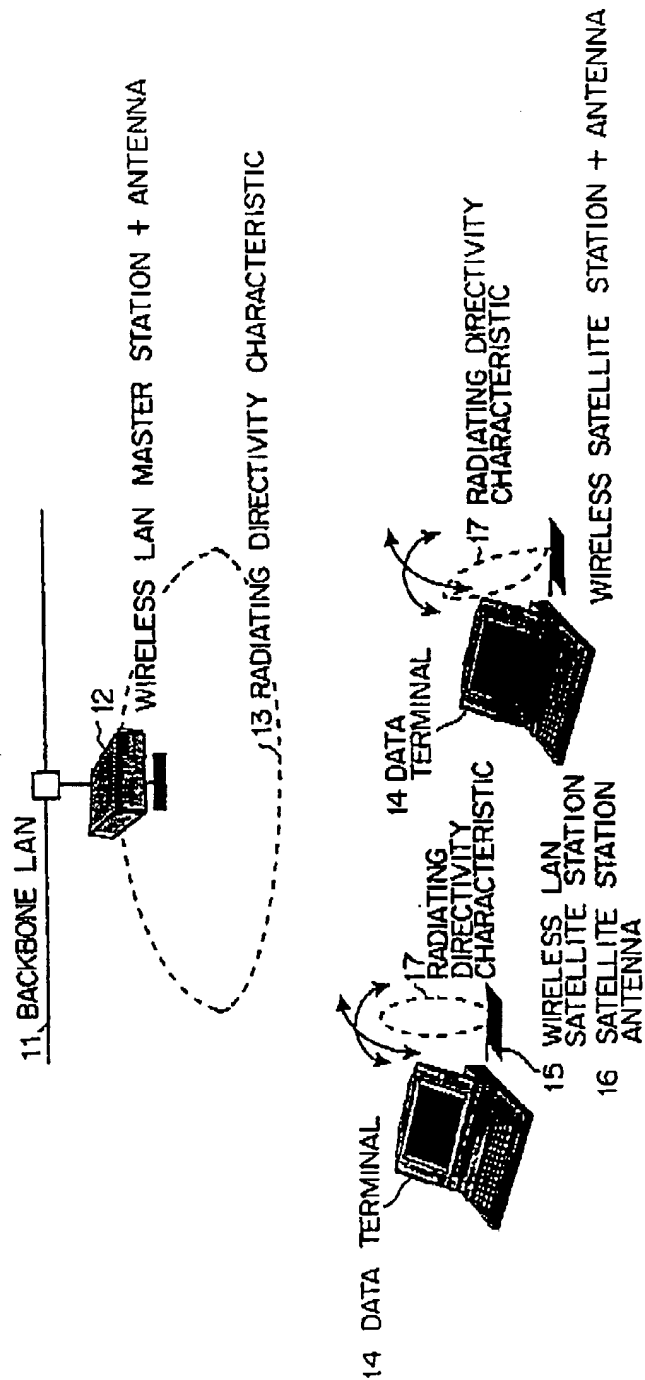 11 BACKBONE LAN
12
WIRELESS LAN MASTER STATION + ANTENNA
13 RADIATING DIRECTIVITY CHARACTERISTIC
14 DATA TERMINAL
17
RADIATING
DIRECTIVITY
CHARACTERISTIC
15 WIRELESS LAN
SATELLITE STATION
16 SATELLITE STATION
ANTENNA
14 DATA
TERMINAL
17 RADIATING
DIRECTIVITY
CHARACTERISTIC
WIRELESS SATELLITE STATION + ANTENNA